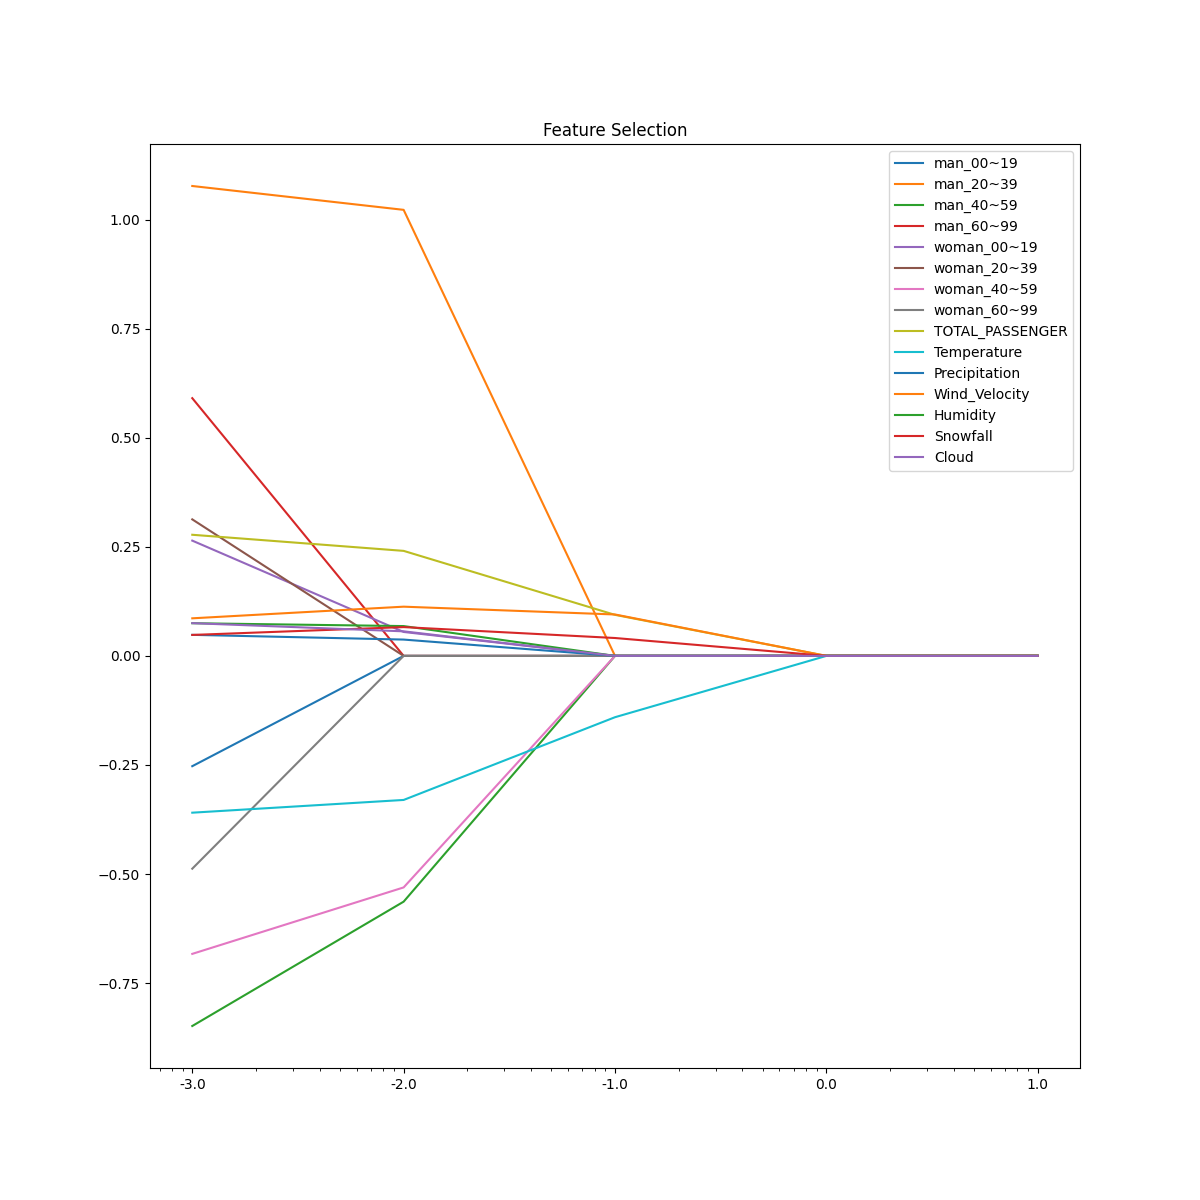 Feature Selection
man_00~19
man_20~39
man_40~59
man_60~99
woman_00~19
woman_20~39
woman_40~59
woman_60~99
TOTAL_PASSENGER
Temperature
Precipitation
Wind_Velocity
Humidity
Snowfall
Cloud
1.00
0.75
0.50
0.25
0.00
−0.25
−0.50
−0.75
-3.0 -2.0 -1.0 0.0 1.0